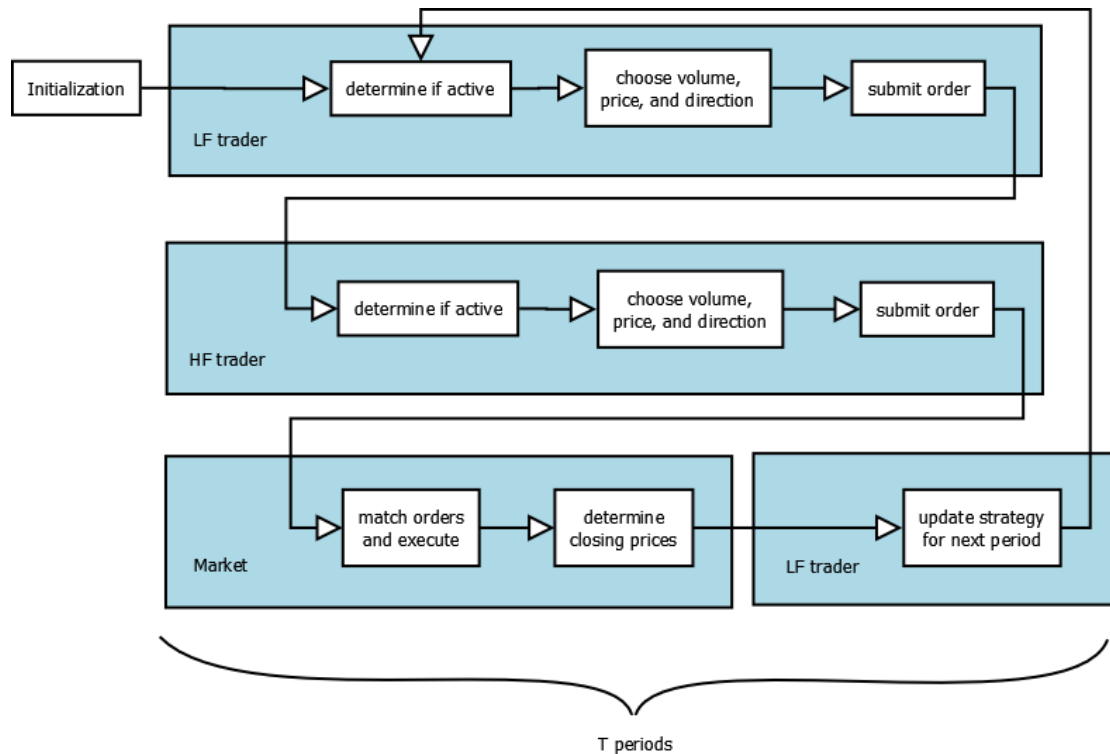 Initialization
determine if active
choose volume,
price, and direction
submit order
LF trader
determine if active
choose volume,
price, and direction
submit order
HF trader
match orders
and execute
determine
closing prices
Market
update strategy
for next period
LF trader
T periods